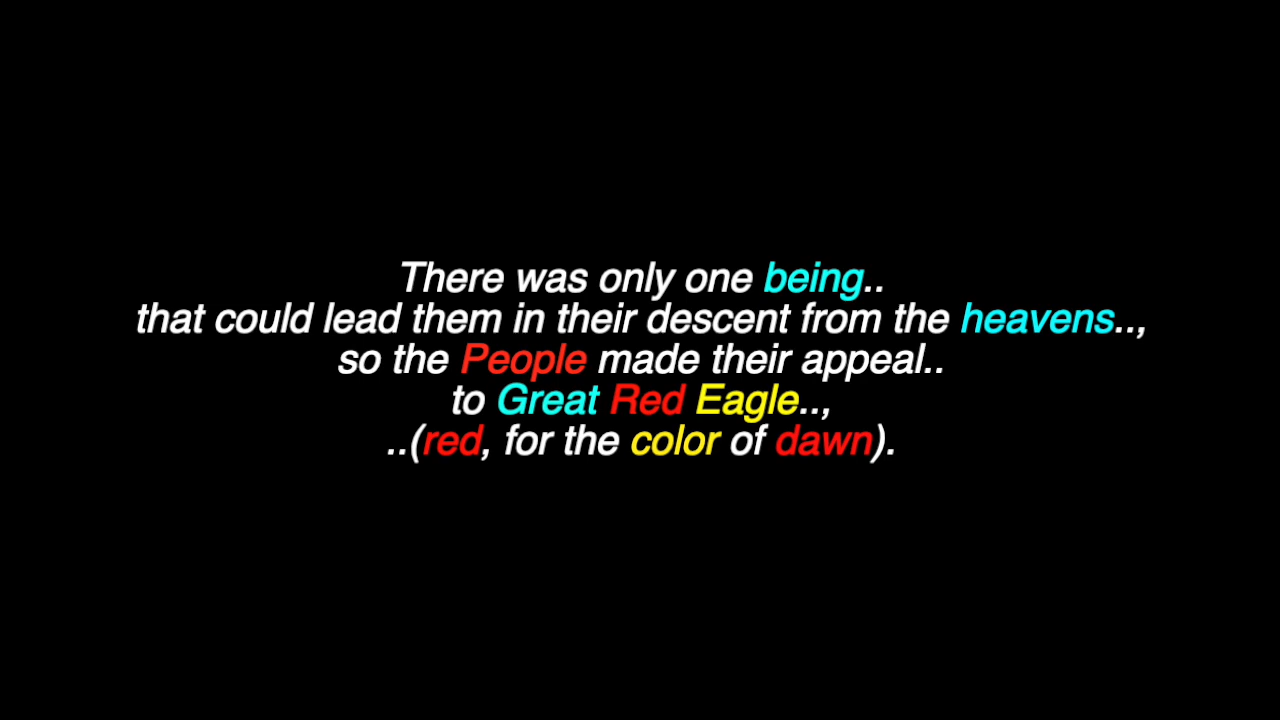 There was only one being..
that could lead them in their descent from the heavens..,
so the People made their appeal..
to Great Red Eagle..,
..(red, for the color of dawn).